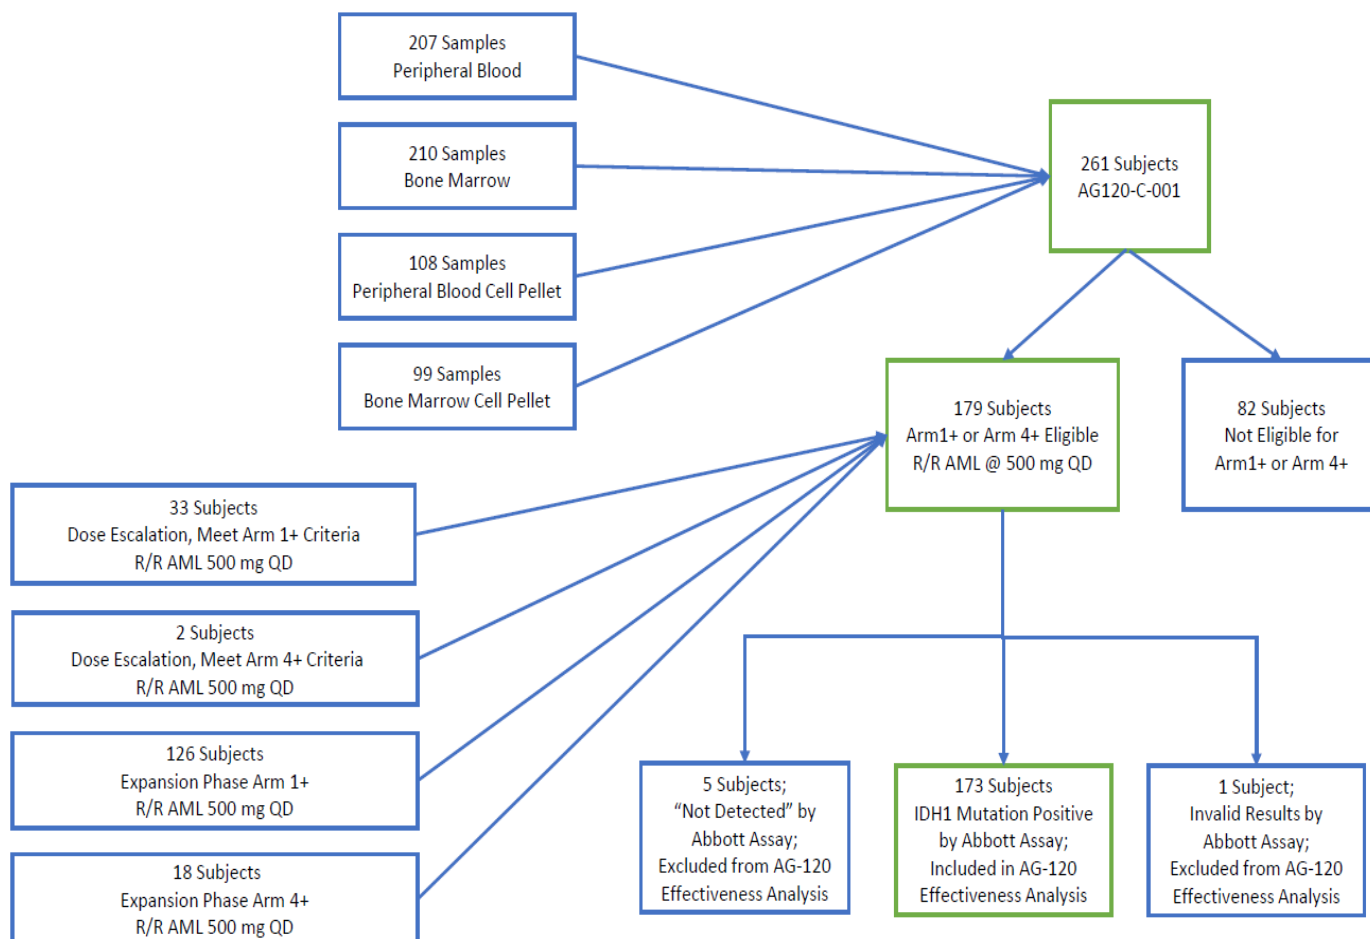 207 Samples
Peripheral Blood
210 Samples
Bone Marrow
108 Samples
Peripheral Blood Cell Pellet
99 Samples
Bone Marrow Cell Pellet
261 Subjects
AG120-C-001
179 Subjects
Arm1+ or Arm 4+ Eligible
R/R AML @ 500 mg QD
82 Subjects
Not Eligible for
Arm1+ or Arm 4+
33 Subjects
Dose Escalation, Meet Arm 1+ Criteria
R/R AML 500 mg QD
2 Subjects
Dose Escalation, Meet Arm 4+ Criteria
R/R AML 500 mg QD
126 Subjects
Expansion Phase Arm 1+
R/R AML 500 mg QD
18 Subjects
Expansion Phase Arm 4+
R/R AML 500 mg QD
5 Subjects;
“Not Detected” by
Abbott Assay;
Excluded from AG-120
Effectiveness Analysis
173 Subjects
IDH1 Mutation Positive
by Abbott Assay;
Included in AG-120
Effectiveness Analysis
1 Subject;
Invalid Results by
Abbott Assay;
Excluded from AG-120
Effectiveness Analysis